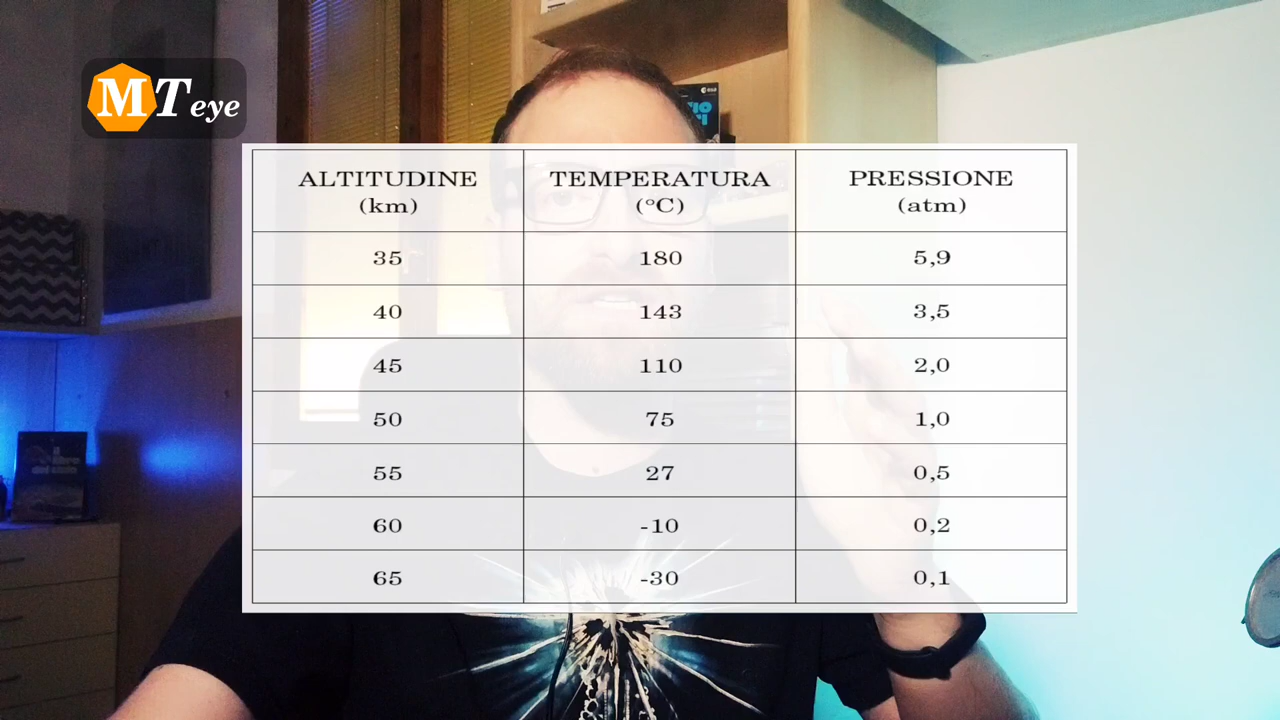 MTeye
esa
ALTITUDINE TEMPERATURA PRESSIONE
(km) (°C) (atm)
35 180 5,9
40 143 3,5
45 110 2,0
50 75 1,0
55 27 0,5
60 -10 0,2
65 -30 0,1